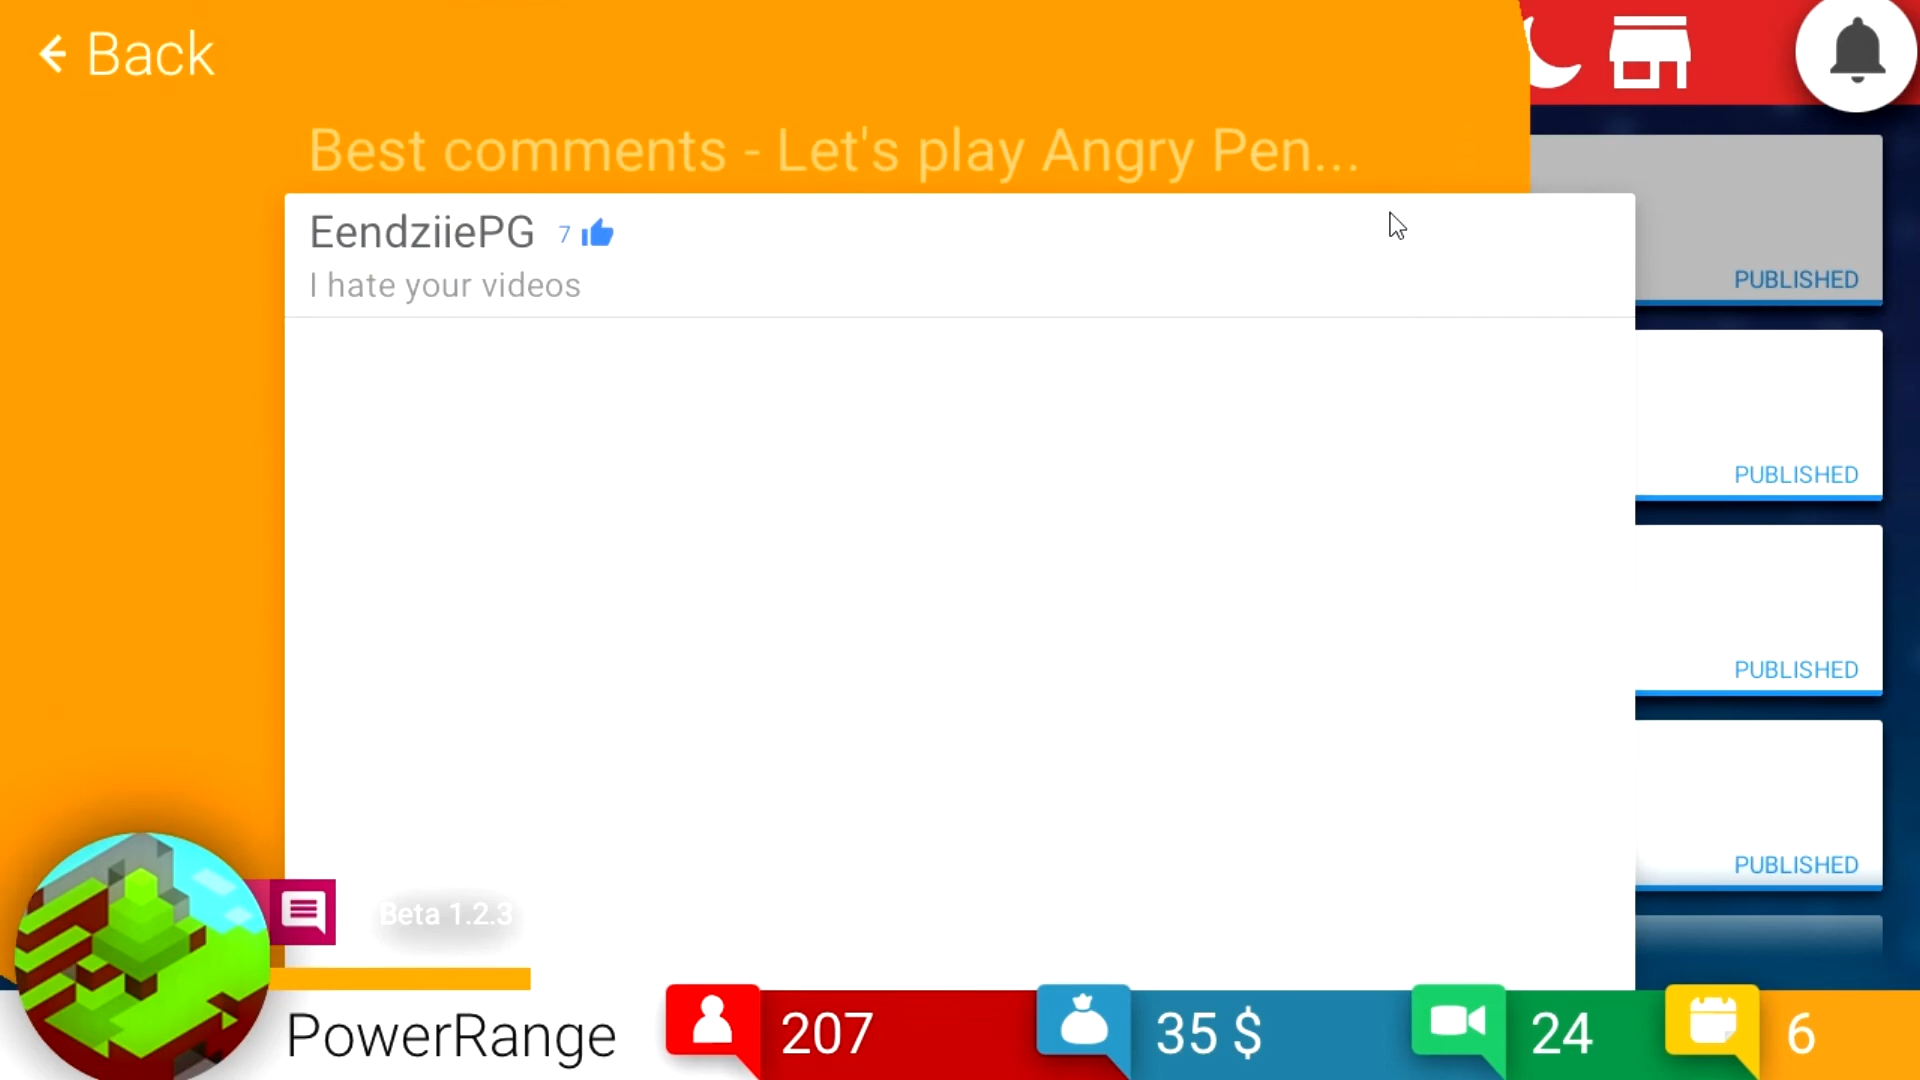 Back
Best comments - Let's play Angry Pen...
EendziiePG 7
I hate your videos
PUBLISHED
PUBLISHED
PUBLISHED
PUBLISHED
Beta 1.2.3
PowerRange
207
35 $
24
6